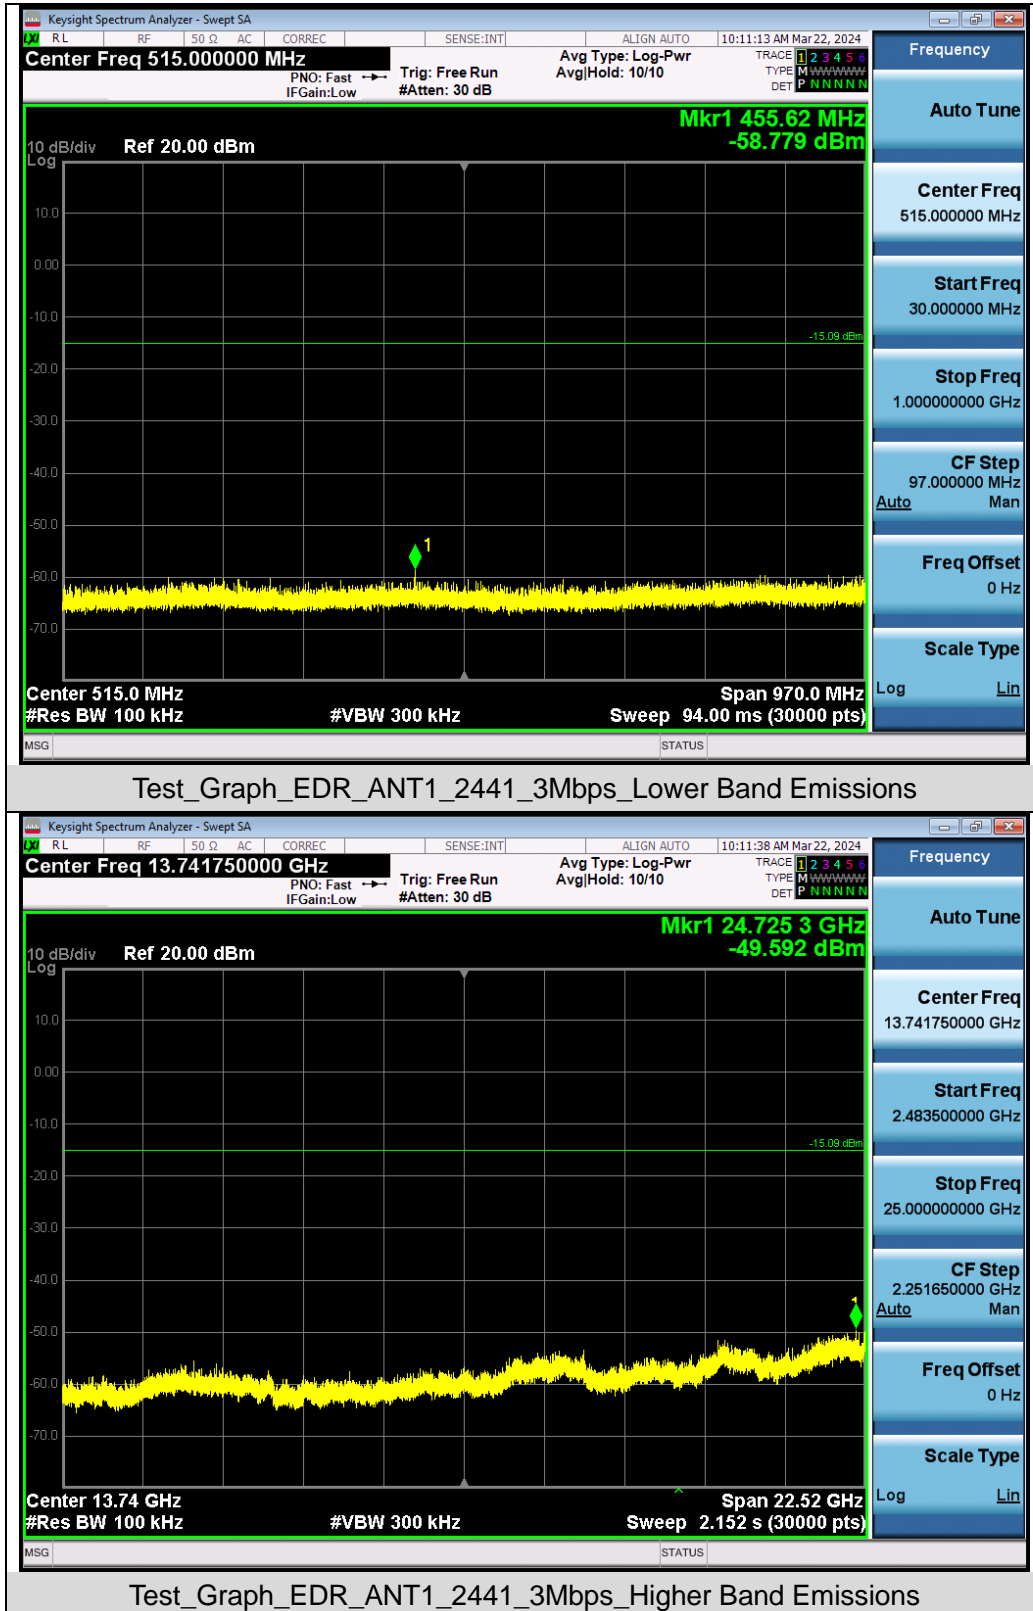 Keysight Spectrum Analyzer - Swept SA
LXI RL RF 50 Ω AC CORREC SENSE:INT ALIGN AUTO 10:11:13 AM Mar 22, 2024
Center Freq 515.000000 MHz
PNO: Fast
IFGain:Low
Trig: Free Run
#Atten: 30 dB
Avg Type: Log-Pwr
Avg|Hold: 10/10
TRACE 1 2 3 4 5 6
TYPE M WWWWW
DET P N N N N N
Frequency
Auto Tune
Center Freq
515.000000 MHz
Start Freq
30.000000 MHz
Stop Freq
1.000000000 GHz
CF Step
97.000000 MHz
Auto Man
Freq Offset
0 Hz
Scale Type
Log Lin
Mkr1 455.62 MHz
-58.779 dBm
10 dB/div Ref 20.00 dBm
Log
10.0
0.00
-10.0
-15.09 dBm
-20.0
-30.0
-40.0
-50.0
1
-60.0
-70.0
Center 515.0 MHz Span 970.0 MHz
#Res BW 100 kHz #VBW 300 kHz Sweep 94.00 ms (30000 pts)
MSG STATUS
Test_Graph_EDR_ANT1_2441_3Mbps_Lower Band Emissions
Keysight Spectrum Analyzer - Swept SA
LXI RL RF 50 Ω AC CORREC SENSE:INT ALIGN AUTO 10:11:38 AM Mar 22, 2024
Center Freq 13.741750000 GHz
PNO: Fast
IFGain:Low
Trig: Free Run
#Atten: 30 dB
Avg Type: Log-Pwr
Avg|Hold: 10/10
TRACE 1 2 3 4 5 6
TYPE M WWWWW
DET P N N N N N
Frequency
Auto Tune
Center Freq
13.741750000 GHz
Start Freq
2.483500000 GHz
Stop Freq
25.000000000 GHz
CF Step
2.251650000 GHz
Auto Man
Freq Offset
0 Hz
Scale Type
Log Lin
Mkr1 24.725 3 GHz
-49.592 dBm
10 dB/div Ref 20.00 dBm
Log
10.0
0.00
-10.0
-15.09 dBm
-20.0
-30.0
-40.0
1
-50.0
-60.0
-70.0
Center 13.74 GHz Span 22.52 GHz
#Res BW 100 kHz #VBW 300 kHz Sweep 2.152 s (30000 pts)
MSG STATUS
Test_Graph_EDR_ANT1_2441_3Mbps_Higher Band Emissions